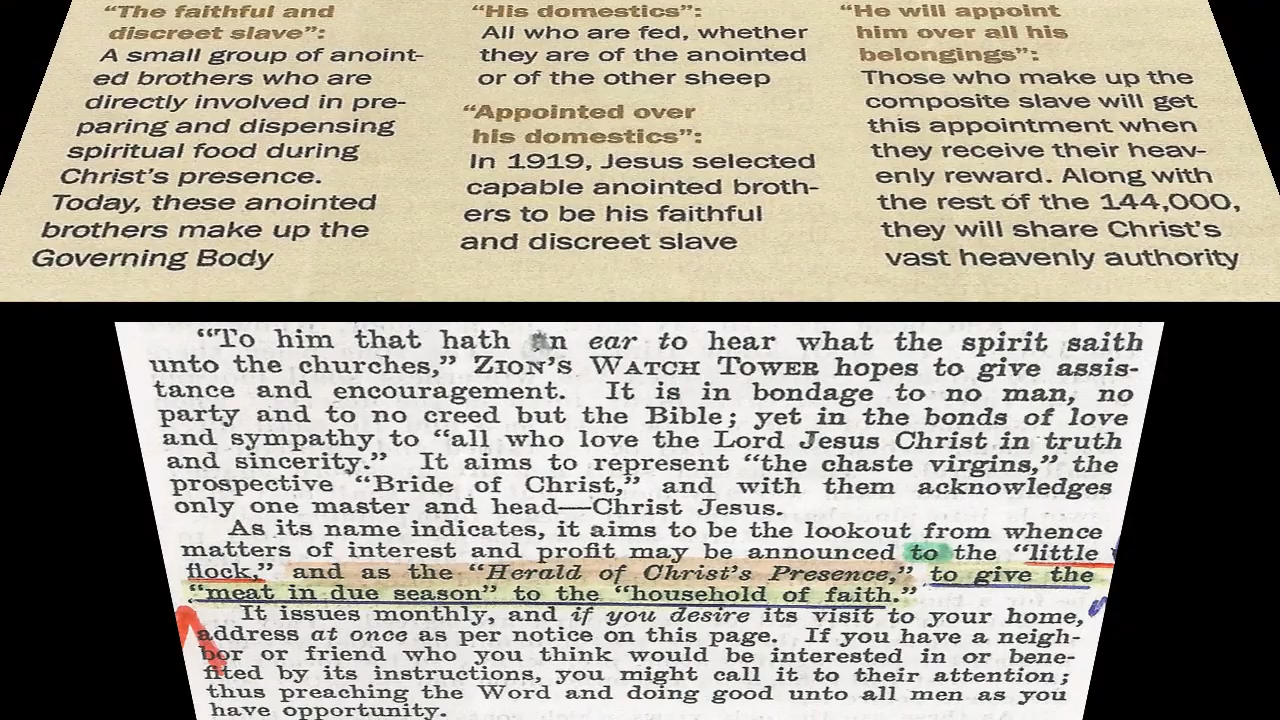 “The faithful and
discreet slave”:
A small group of anoint-
ed brothers who are
directly involved in pre-
paring and dispensing
spiritual food during
Christ’s presence.
Today, these anointed
brothers make up the
Governing Body
“His domestics”:
All who are fed, whether
they are of the anointed
or of the other sheep
“Appointed over
his domestics”:
In 1919, Jesus selected
capable anointed broth-
ers to be his faithful
and discreet slave
“He will appoint
him over all his
belongings”:
Those who make up the
composite slave will get
this appointment when
they receive their heav-
enly reward. Along with
the rest of the 144,000,
they will share Christ’s
vast heavenly authority
“To him that hath an ear to hear what the spirit saith
unto the churches,” ZION’S WATCH TOWER hopes to give assis-
tance and encouragement. It is in bondage to no man, no
party and to no creed but the Bible; yet in the bonds of love
and sympathy to “all who love the Lord Jesus Christ in truth
and sincerity.” It aims to represent “the chaste virgins,” the
prospective “Bride of Christ,” and with them acknowledges
only one master and head—Christ Jesus.
As its name indicates, it aims to be the lookout from whence
matters of interest and profit may be announced to the “little
flock,” and as the “Herald of Christ’s Presence,” to give the
“meat in due season” to the “household of faith.”
It issues monthly, and if you desire its visit to your home,
address at once as per notice on this page. If you have a neigh-
bor or friend who you think would be interested in or bene-
fited by its instructions, you might call it to their attention;
thus preaching the Word and doing good unto all men as you
have opportunity.